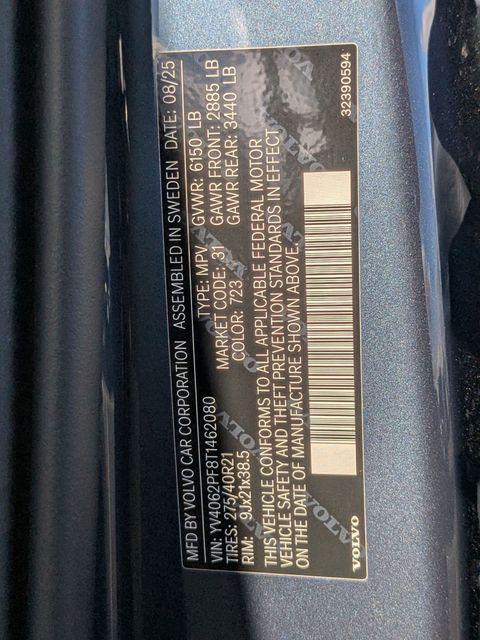 MFD BY VOLVO CAR CORPORATION ASSEMBLED IN SWEDEN DATE: 08/25
VIN: YV4062PF8T1462080 TYPE: MPV GVWR: 6150 LB
TIRES: 275/40R21 MARKET CODE: 31 GAWR FRONT: 2885 LB
RIM: 9Jx21x38.5 COLOR: 723 GAWR REAR: 3440 LB
THIS VEHICLE CONFORMS TO ALL APPLICABLE FEDERAL MOTOR
VEHICLE SAFETY AND THEFT PREVENTION STANDARDS IN EFFECT
ON THE DATE OF MANUFACTURE SHOWN ABOVE.
VOLVO 32390594